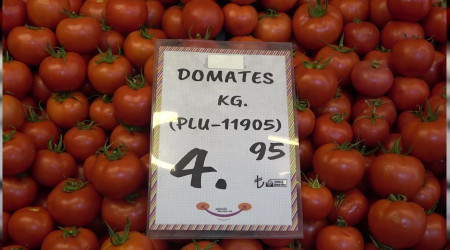 DOMATES
KG.
(PLU-11905)
4.95
₺